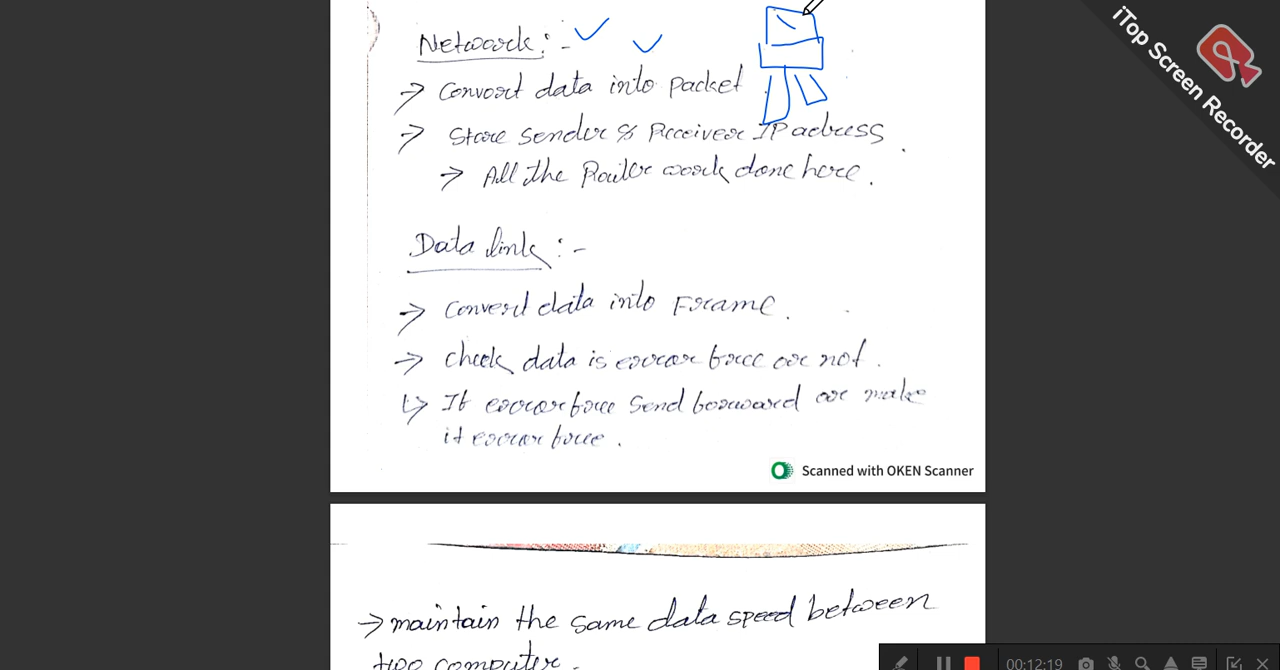 iTop Screen Recorder
Network :-
→ Convert data into packet
→ Store sender & Receiver IP adress
→ All the Router work done here.
Data link :-
→ Convert data into Frame.
→ check data is error free or not.
↳ If error free send forward or make
it error free.
Scanned with OKEN Scanner
→ maintain the same data speed between
two computer.
00:12:19